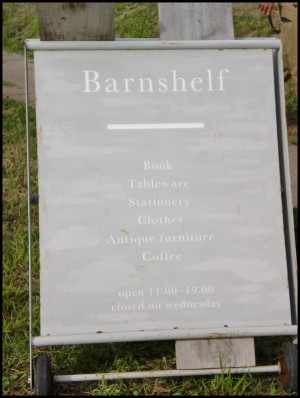 Barnshelf
Book
Tableware
Stationery
Clothes
Antique furniture
Coffee
open 11:00-19:00
closed on wednesday